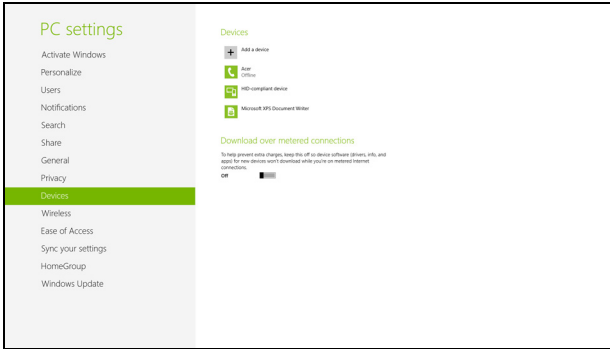 PC settings
Activate Windows
Personalize
Users
Notifications
Search
Share
General
Privacy
Devices
Wireless
Ease of Access
Sync your settings
HomeGroup
Windows Update
Devices
Add a device
Acer
Offline
HID-compliant device
Microsoft XPS Document Writer
Download over metered connections
To help prevent extra charges, keep this off so device software (drivers, info, and
apps) for new devices won't download while you're on metered Internet
connections.
Off